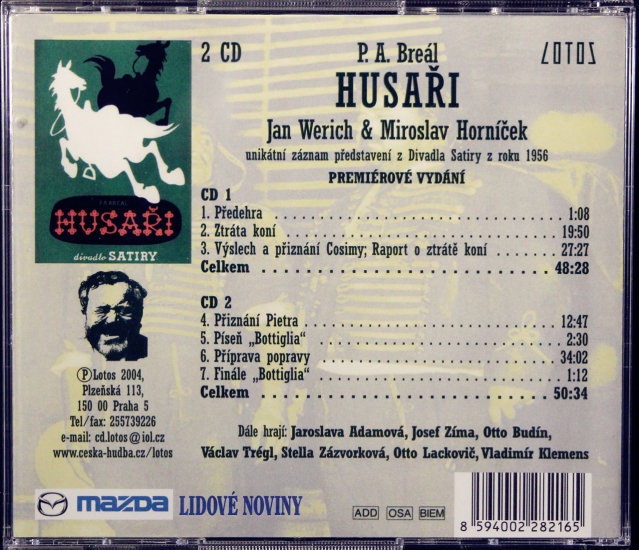 2 CD
P. A. Breál
LOTOS
HUSAŘI
Jan Werich & Miroslav Horníček
unikátní záznam představení z Divadla Satiry z roku 1956
PREMIÉROVÉ VYDÁNÍ
P.A.BREAL
HUSAŘI
divadlo SATIRY
CD 1
1. Předehra 1:08
2. Ztráta koní 19:50
3. Výslech a přiznání Cosimy; Raport o ztrátě koní 27:27
Celkem 48:28
CD 2
4. Přiznání Pietra 12:47
5. Píseň „Bottiglia“ 2:30
6. Příprava popravy 34:02
7. Finále „Bottiglia“ 1:12
Celkem 50:34
Ⓟ Lotos 2004,
Plzeňská 113,
150 00 Praha 5
Tel/fax: 255739226
e-mail: cd.lotos@iol.cz
www.ceska-hudba.cz/lotos
Dále hrají: Jaroslava Adamová, Josef Zíma, Otto Budín,
Václav Trégl, Stella Zázvorková, Otto Lackovič, Vladimír Klemens
mazda LIDOVÉ NOVINY
ADD OSA BIEM
8 594002 282165